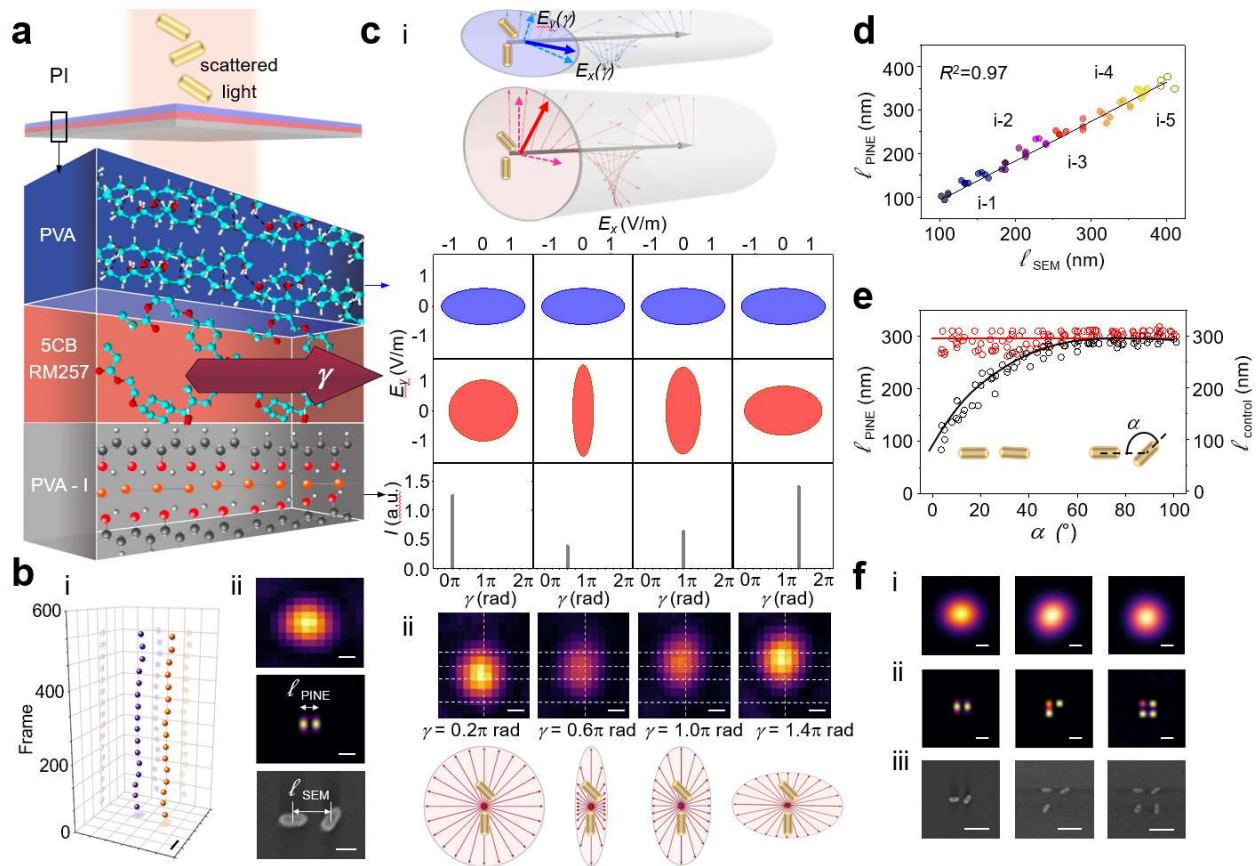 a
PI
scattered
light
PVA
5CB
RM257
γ
PVA - I
b
i
Frame
600
400
200
0
ii
ℓ PINE
ℓ SEM
c
i
Ey(γ)
Ex(γ)
Ex (V/m)
-1 0 1 -1 0 1 -1 0 1 -1 0 1
Ey (V/m)
1
0
-1
1
0
-1
I (a.u.)
1.5
1.0
0.5
0.0
0π 1π 2π 0π 1π 2π 0π 1π 2π 0π 1π 2π
γ (rad) γ (rad) γ (rad) γ (rad)
ii
γ = 0.2π rad γ = 0.6π rad γ = 1.0π rad γ = 1.4π rad
d
R²=0.97
i-1
i-2
i-3
i-4
i-5
ℓ PINE (nm)
400
300
200
100
100 200 300 400
ℓ SEM (nm)
e
ℓ PINE (nm)
300
200
100
0
300
200
100
0
ℓ control (nm)
α
0 20 40 60 80 100
α (°)
f
i
ii
iii